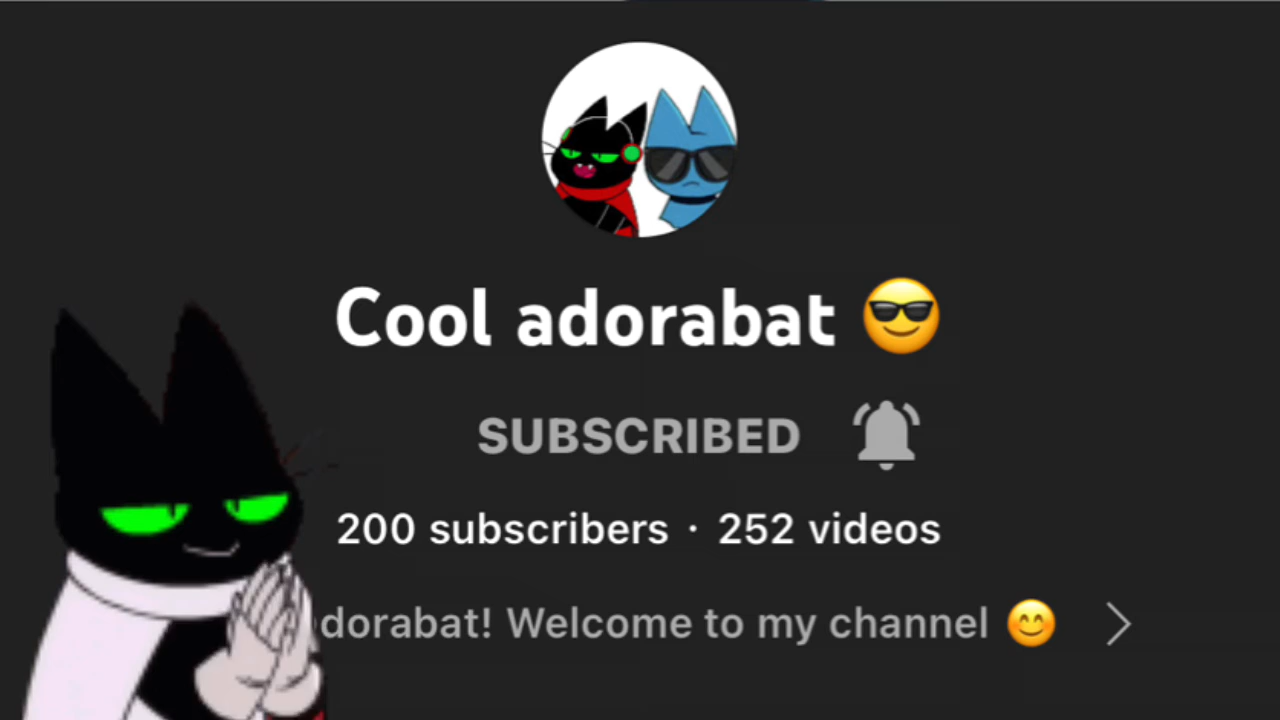 Cool adorabat 😎
SUBSCRIBED
200 subscribers · 252 videos
dorabat! Welcome to my channel 😊